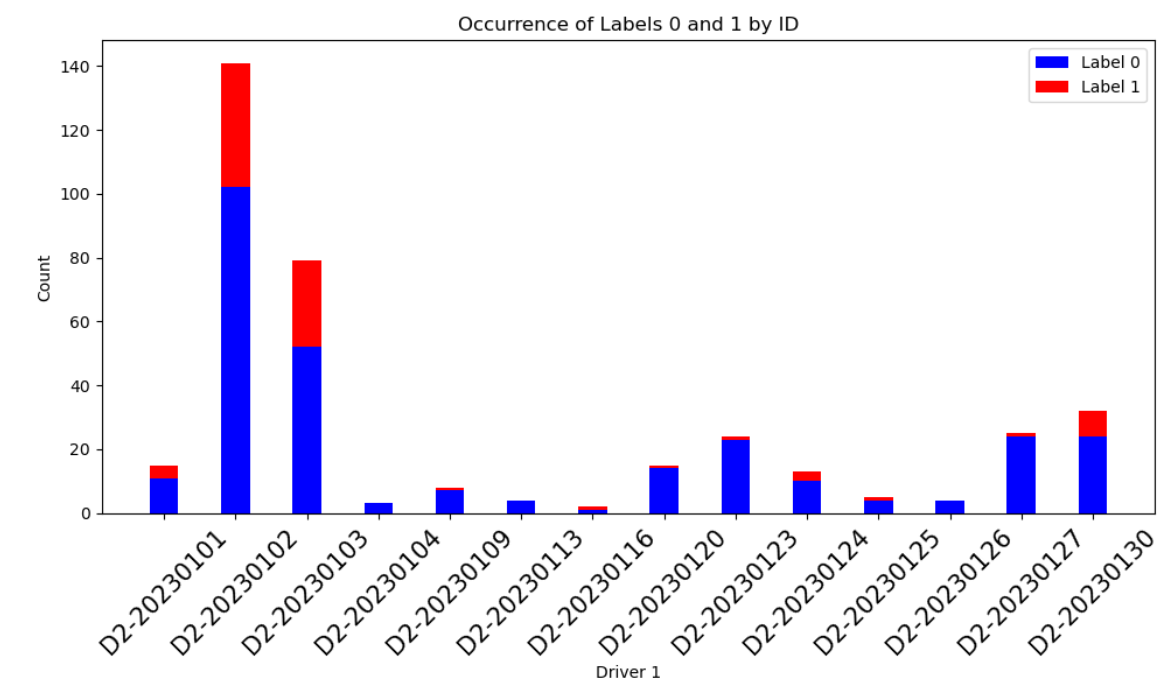 Occurrence of Labels 0 and 1 by ID
Label 0
Label 1
Count
140
120
100
80
60
40
20
0
D2-20230101
D2-20230102
D2-20230103
D2-20230104
D2-20230109
D2-20230113
D2-20230116
D2-20230120
D2-20230123
D2-20230124
D2-20230125
D2-20230126
D2-20230127
D2-20230130
Driver 1